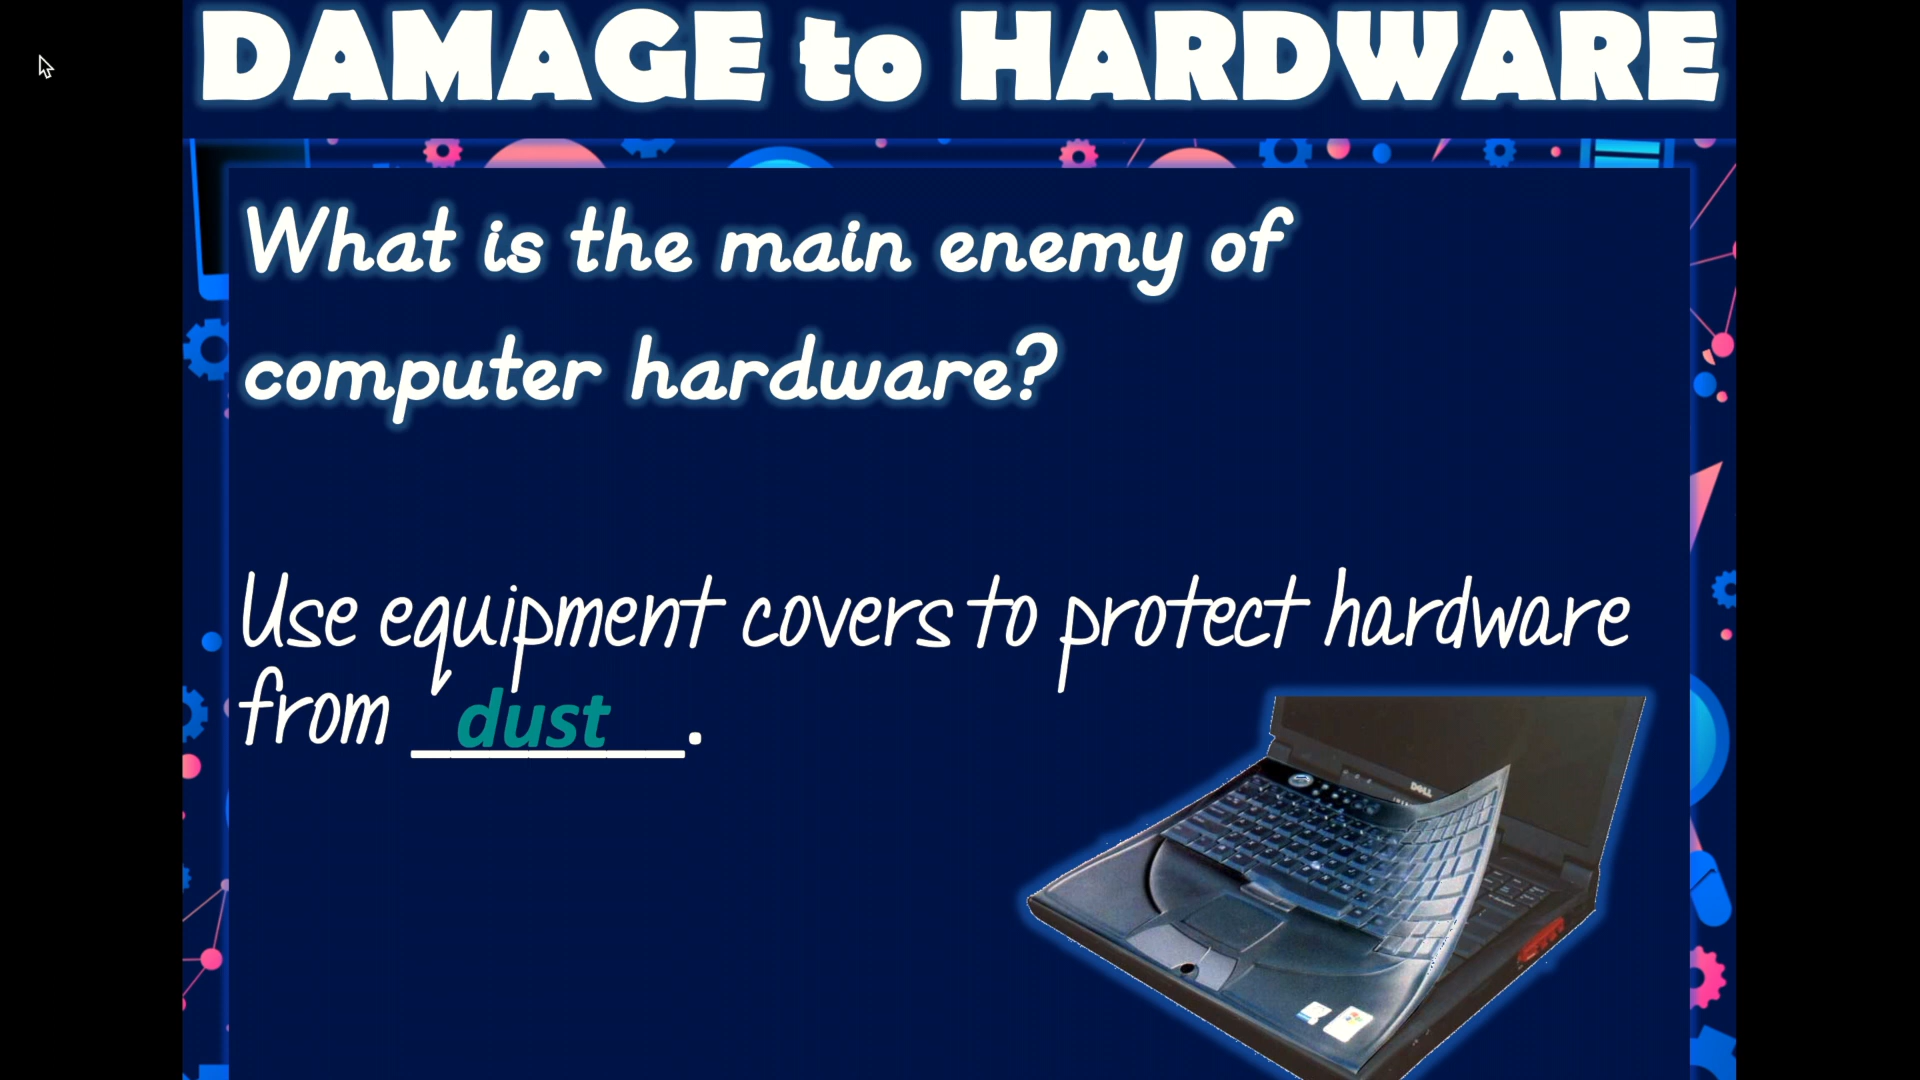 DAMAGE to HARDWARE
What is the main enemy of
computer hardware?
Use equipment covers to protect hardware
from dust.
DELL